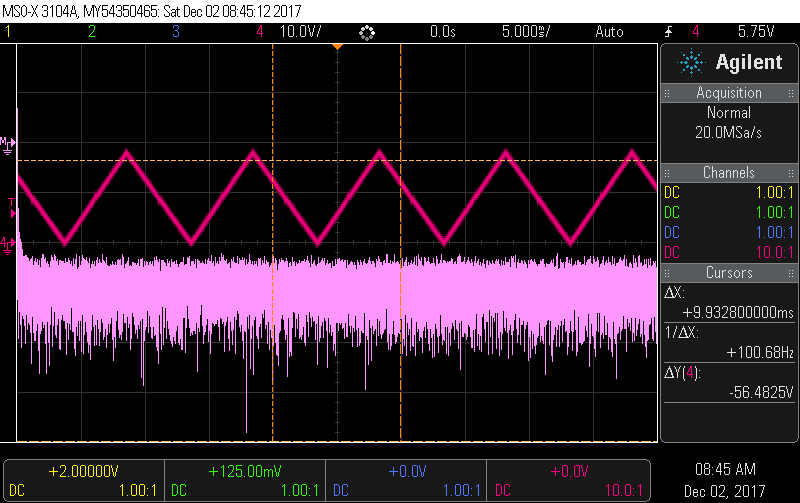 MSO-X 3104A, MY54350465: Sat Dec 02 08:45:12 2017
1 2 3 4 10.0V/ 0.0s 5.000ms/ Auto 4 5.75V
Agilent
Acquisition
Normal
20.0MSa/s
Channels
DC 1.00:1
DC 1.00:1
DC 1.00:1
DC 10.0:1
Cursors
ΔX:
+9.932800000ms
1/ΔX:
+100.68Hz
ΔY(4):
-56.4825V
M
T
4
+2.00000V +125.00mV +0.0V +0.0V
DC 1.00:1 DC 1.00:1 DC 1.00:1 DC 10.0:1
08:45 AM
Dec 02, 2017